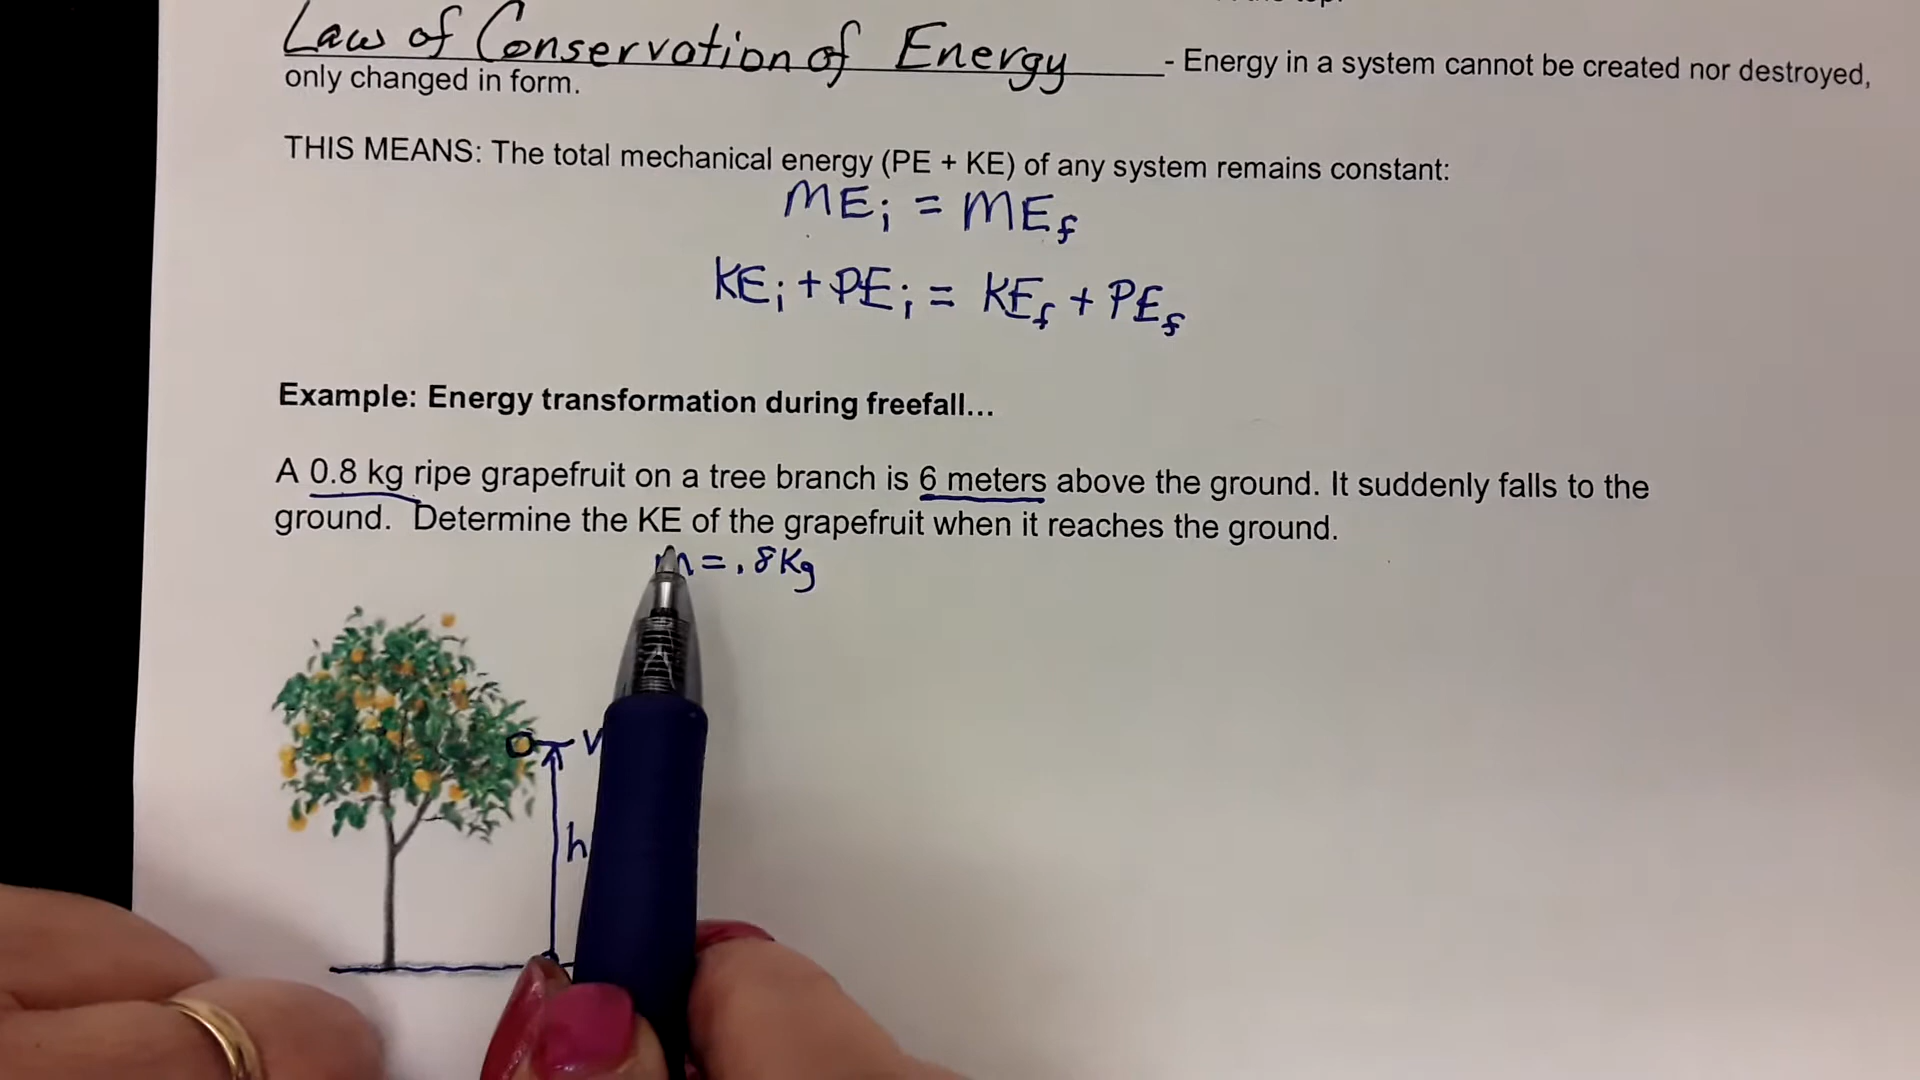 Law of Conservation of Energy - Energy in a system cannot be created nor destroyed,
only changed in form.
THIS MEANS: The total mechanical energy (PE + KE) of any system remains constant:
MEi = MEf
KEi + PEi = KEf + PEf
Example: Energy transformation during freefall...
A 0.8 kg ripe grapefruit on a tree branch is 6 meters above the ground. It suddenly falls to the
ground. Determine the KE of the grapefruit when it reaches the ground.
m = .8 Kg
h